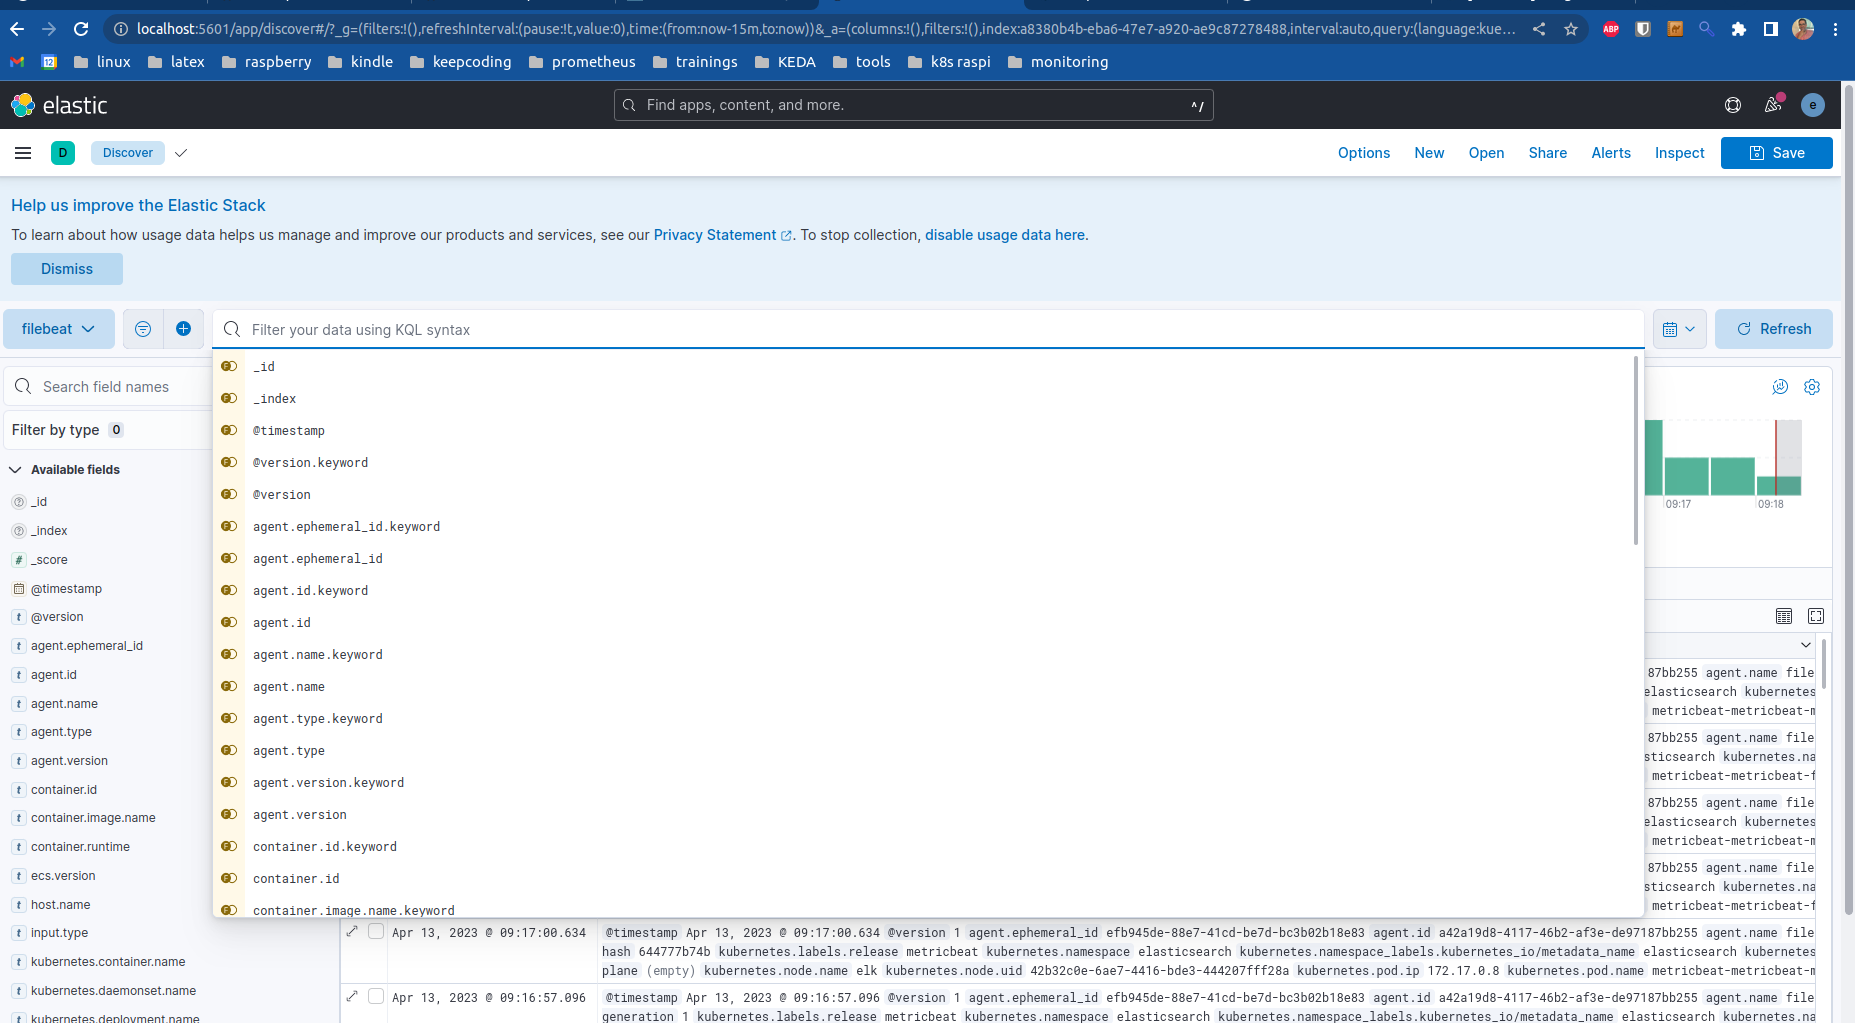 localhost:5601/app/discover#/?_g=(filters:!(),refreshInterval:(pause:!t,value:0),time:(from:now-15m,to:now))&_a=(columns:!(),filters:!(),index:a8380b4b-eba6-47e7-a920-ae9c87278488,interval:auto,query:(language:kue...
ABP
12 linux latex raspberry kindle keepcoding prometheus trainings KEDA tools k8s raspi monitoring
elastic Find apps, content, and more. ^/ e
D Discover Options New Open Share Alerts Inspect Save
Help us improve the Elastic Stack
To learn about how usage data helps us manage and improve our products and services, see our Privacy Statement. To stop collection, disable usage data here.
Dismiss
filebeat Filter your data using KQL syntax Refresh
Search field names
Filter by type 0
Available fields
_id
_index
_score
@timestamp
@version
agent.ephemeral_id
agent.id
agent.name
agent.type
agent.version
container.id
container.image.name
container.runtime
ecs.version
host.name
input.type
kubernetes.container.name
kubernetes.daemonset.name
kubernetes.deployment.name
_id
_index
@timestamp
@version.keyword
@version
agent.ephemeral_id.keyword
agent.ephemeral_id
agent.id.keyword
agent.id
agent.name.keyword
agent.name
agent.type.keyword
agent.type
agent.version.keyword
agent.version
container.id.keyword
container.id
container.image.name.keyword
09:17 09:18
87bb255 agent.name file
elasticsearch kubernetes
metricbeat-metricbeat-m
87bb255 agent.name file
sticsearch kubernetes.na
metricbeat-metricbeat-f
87bb255 agent.name file
elasticsearch kubernetes
metricbeat-metricbeat-m
87bb255 agent.name file
sticsearch kubernetes.na
metricbeat-metricbeat-f
Apr 13, 2023 @ 09:17:00.634 @timestamp Apr 13, 2023 @ 09:17:00.634 @version 1 agent.ephemeral_id efb945de-88e7-41cd-be7d-bc3b02b18e83 agent.id a42a19d8-4117-46b2-af3e-de97187bb255 agent.name file
hash 644777b74b kubernetes.labels.release metricbeat kubernetes.namespace elasticsearch kubernetes.namespace_labels.kubernetes_io/metadata_name elasticsearch kubernetes
plane (empty) kubernetes.node.name elk kubernetes.node.uid 42b32c0e-6ae7-4416-bde3-444207fff28a kubernetes.pod.ip 172.17.0.8 kubernetes.pod.name metricbeat-metricbeat-m
Apr 13, 2023 @ 09:16:57.096 @timestamp Apr 13, 2023 @ 09:16:57.096 @version 1 agent.ephemeral_id efb945de-88e7-41cd-be7d-bc3b02b18e83 agent.id a42a19d8-4117-46b2-af3e-de97187bb255 agent.name file
generation 1 kubernetes.labels.release metricbeat kubernetes.namespace elasticsearch kubernetes.namespace_labels.kubernetes_io/metadata_name elasticsearch kubernetes.na